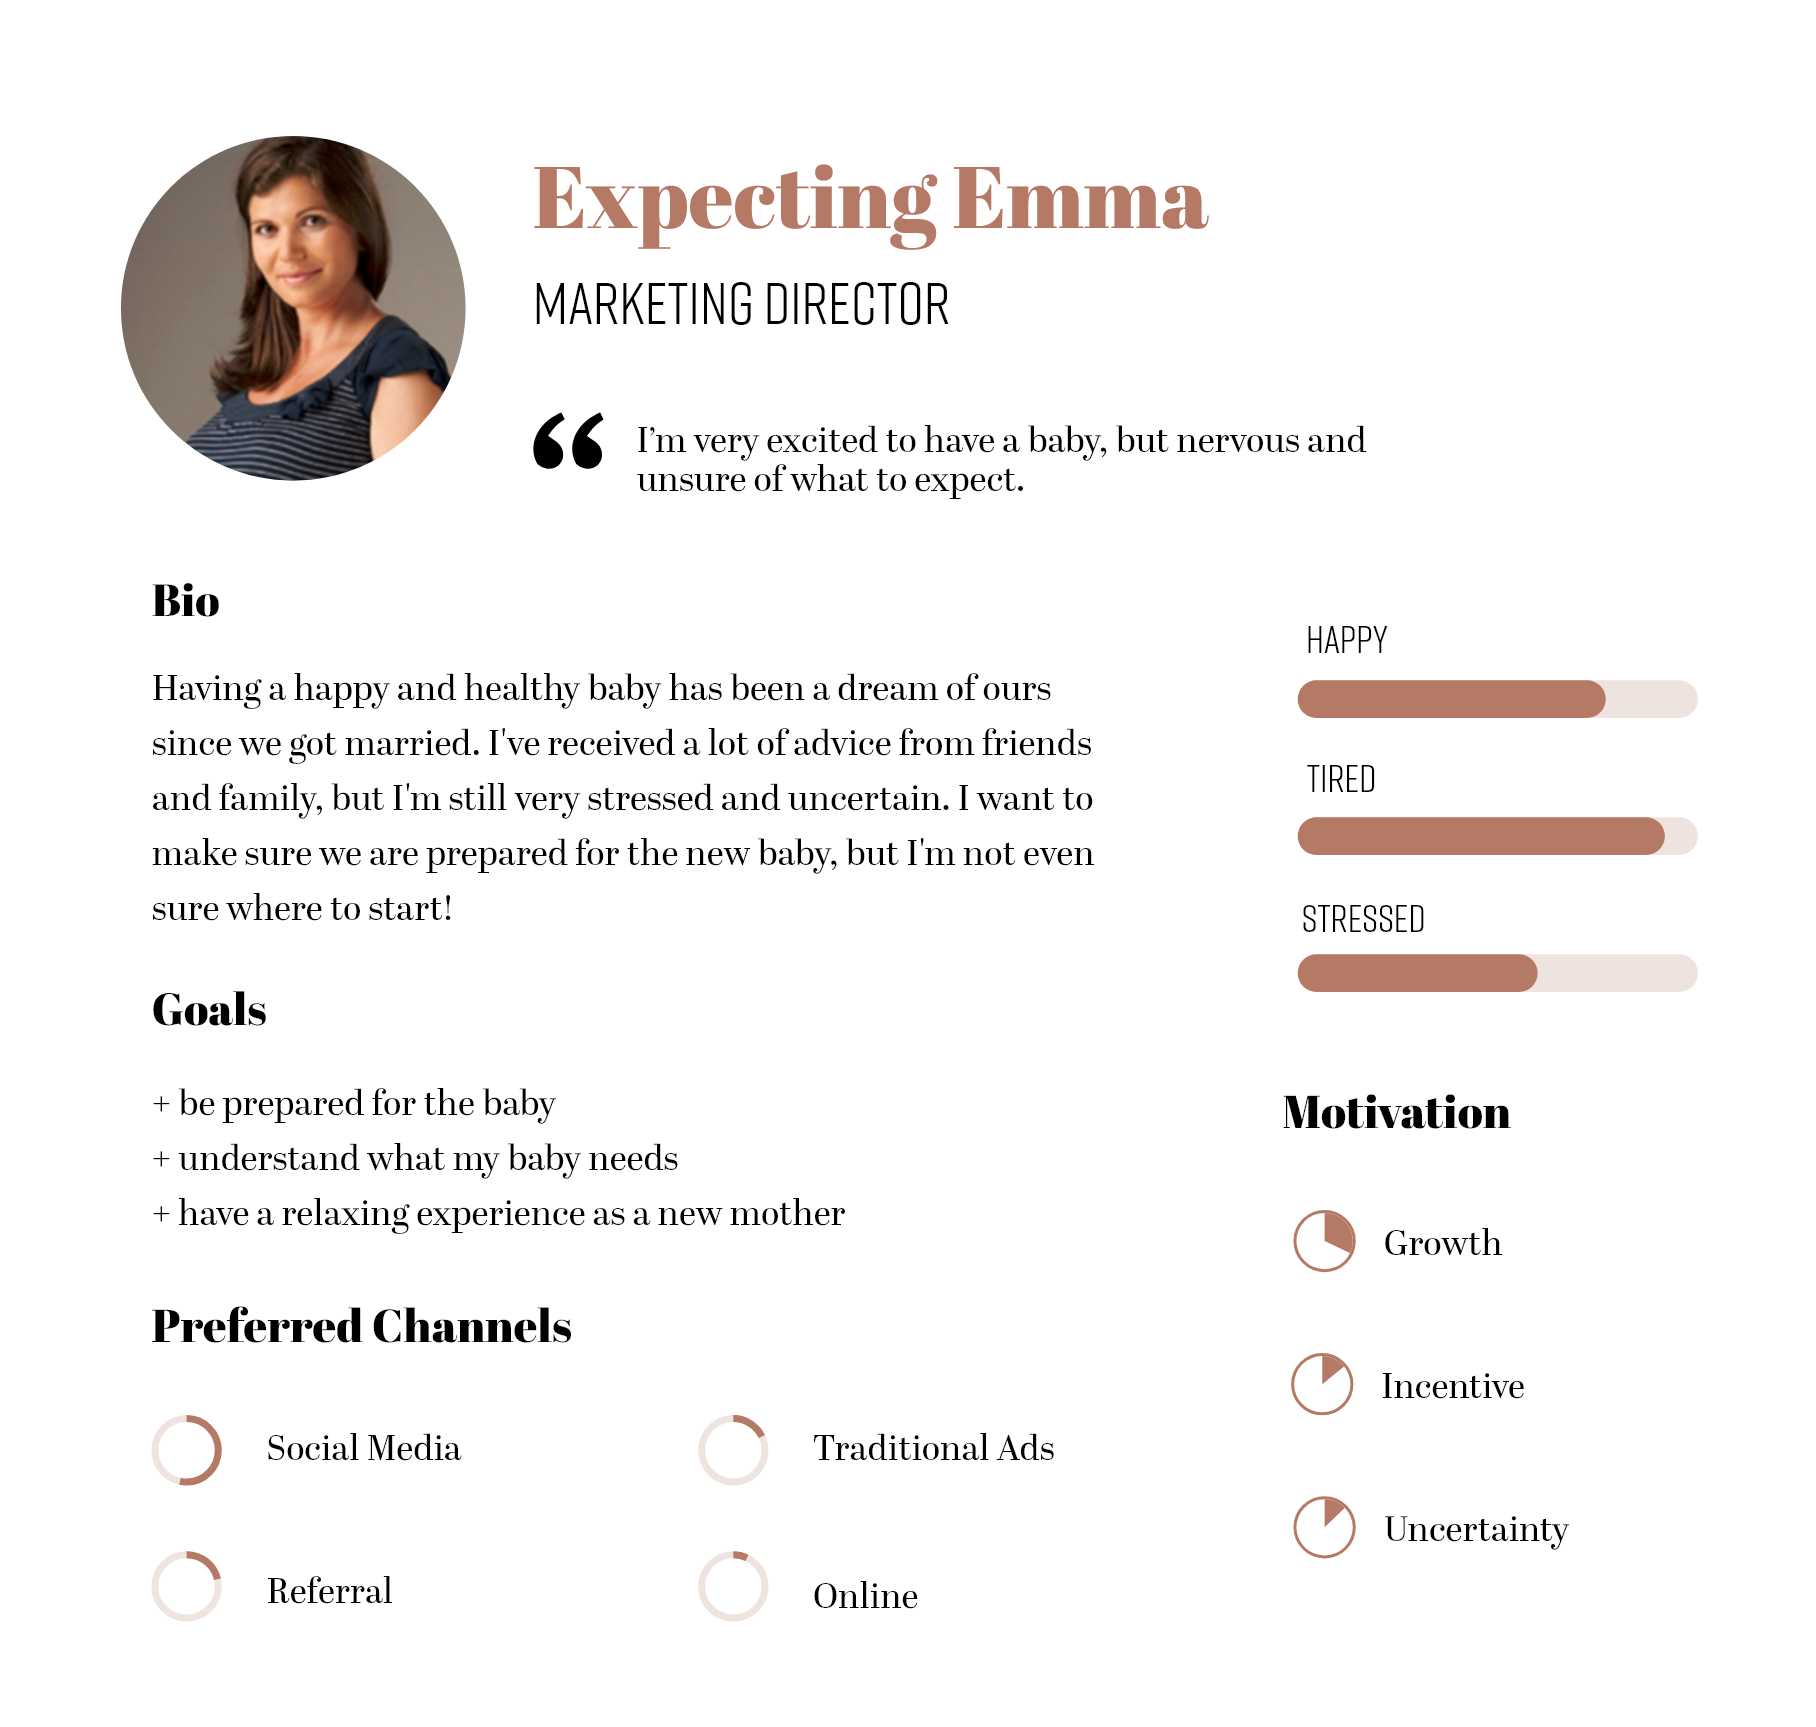 Expecting Emma
MARKETING DIRECTOR
“ I’m very excited to have a baby, but nervous and
unsure of what to expect.
Bio
Having a happy and healthy baby has been a dream of ours
since we got married. I've received a lot of advice from friends
and family, but I'm still very stressed and uncertain. I want to
make sure we are prepared for the new baby, but I'm not even
sure where to start!
HAPPY
TIRED
STRESSED
Goals
+ be prepared for the baby
+ understand what my baby needs
+ have a relaxing experience as a new mother
Motivation
Growth
Incentive
Uncertainty
Preferred Channels
Social Media
Traditional Ads
Referral
Online